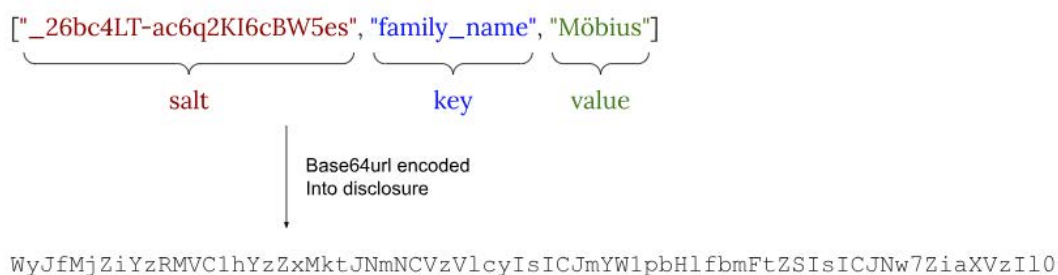 ["_26bc4LT-ac6q2KI6cBW5es", "family_name", "Möbius"]
salt key value
Base64url encoded
Into disclosure
WyJfMjZiYzRMVC1hYzZxMktJNmNCVzVlcyIsICJmYW1pbHlfbmFtZSIsICJNw7ZiaXVzIl0